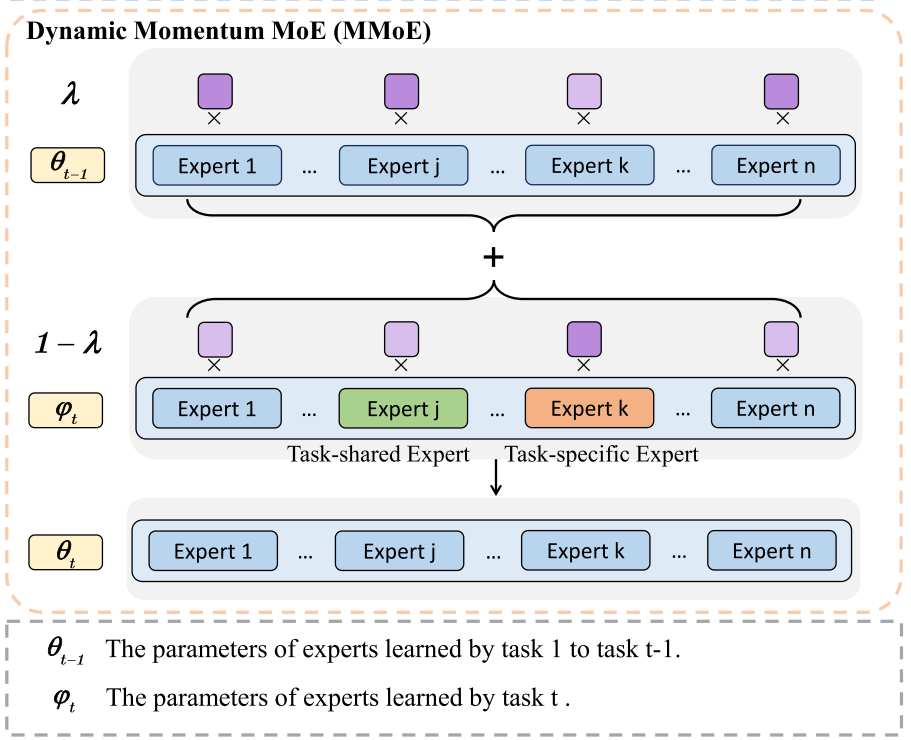 Dynamic Momentum MoE (MMoE)
λ
× × × ×
θt−1 Expert 1 ... Expert j ... Expert k ... Expert n
+
1 − λ
× × × ×
φt Expert 1 ... Expert j ... Expert k ... Expert n
Task-shared Expert Task-specific Expert
θt Expert 1 ... Expert j ... Expert k ... Expert n
θt−1 The parameters of experts learned by task 1 to task t-1.
φt The parameters of experts learned by task t .